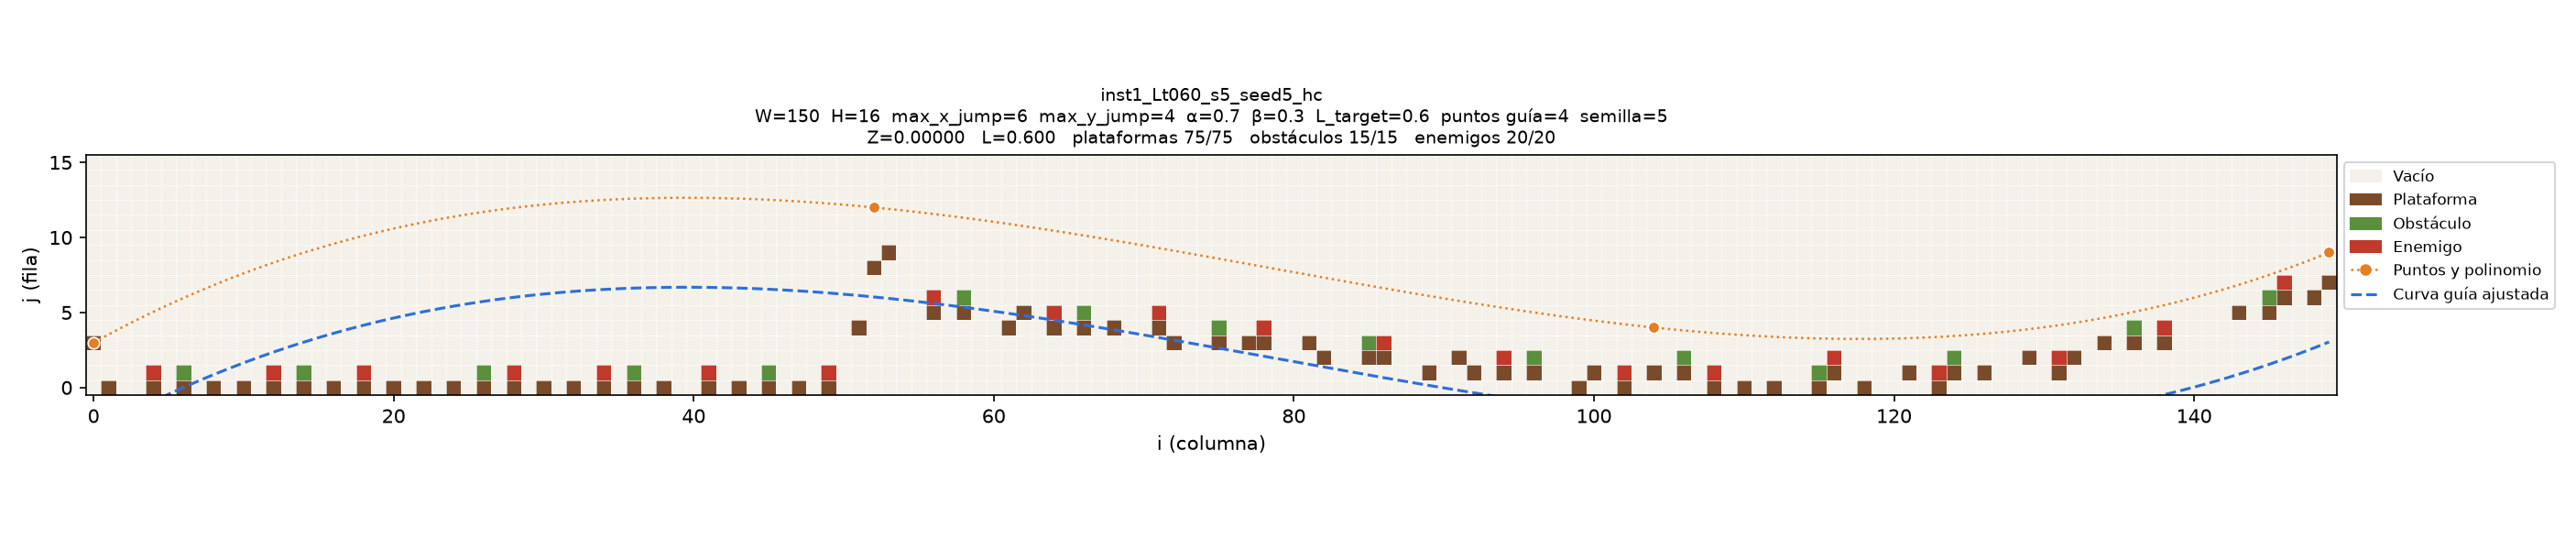 inst1_Lt060_s5_seed5_hc
W=150 H=16 max_x_jump=6 max_y_jump=4 α=0.7 β=0.3 L_target=0.6 puntos guía=4 semilla=5
Z=0.00000 L=0.600 plataformas 75/75 obstáculos 15/15 enemigos 20/20
15
10
5
0
j (fila)
0 20 40 60 80 100 120 140
i (columna)
Vacío
Plataforma
Obstáculo
Enemigo
Puntos y polinomio
Curva guía ajustada